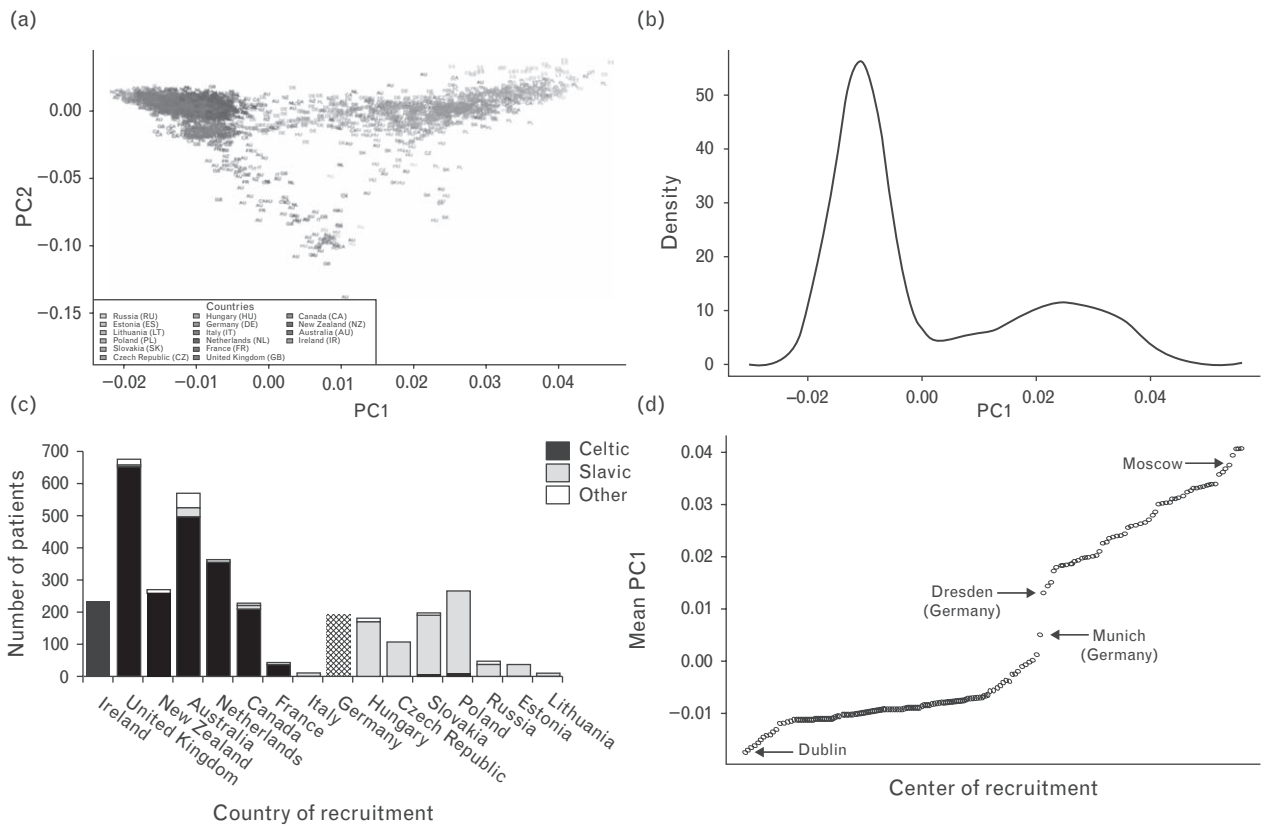 (a)
PC2
0.00
−0.05
−0.10
−0.15
Countries
Russia (RU)
Estonia (ES)
Lithuania (LT)
Poland (PL)
Slovakia (SK)
Czech Republic (CZ)
Hungary (HU)
Germany (DE)
Italy (IT)
Netherlands (NL)
France (FR)
United Kingdom (GB)
Canada (CA)
New Zealand (NZ)
Australia (AU)
Ireland (IR)
−0.02 −0.01 0.00 0.01 0.02 0.03 0.04
PC1
(b)
Density
50
40
30
20
10
0
−0.02 0.00 0.02 0.04
PC1
(c)
Number of patients
700
600
500
400
300
200
100
0
Celtic
Slavic
Other
Ireland
United Kingdom
New Zealand
Australia
Netherlands
Canada
France
Italy
Germany
Hungary
Czech Republic
Slovakia
Poland
Russia
Estonia
Lithuania
Country of recruitment
(d)
Mean PC1
0.04
0.03
0.02
0.01
0.00
−0.01
Moscow
Dresden
(Germany)
Munich
(Germany)
Dublin
Center of recruitment